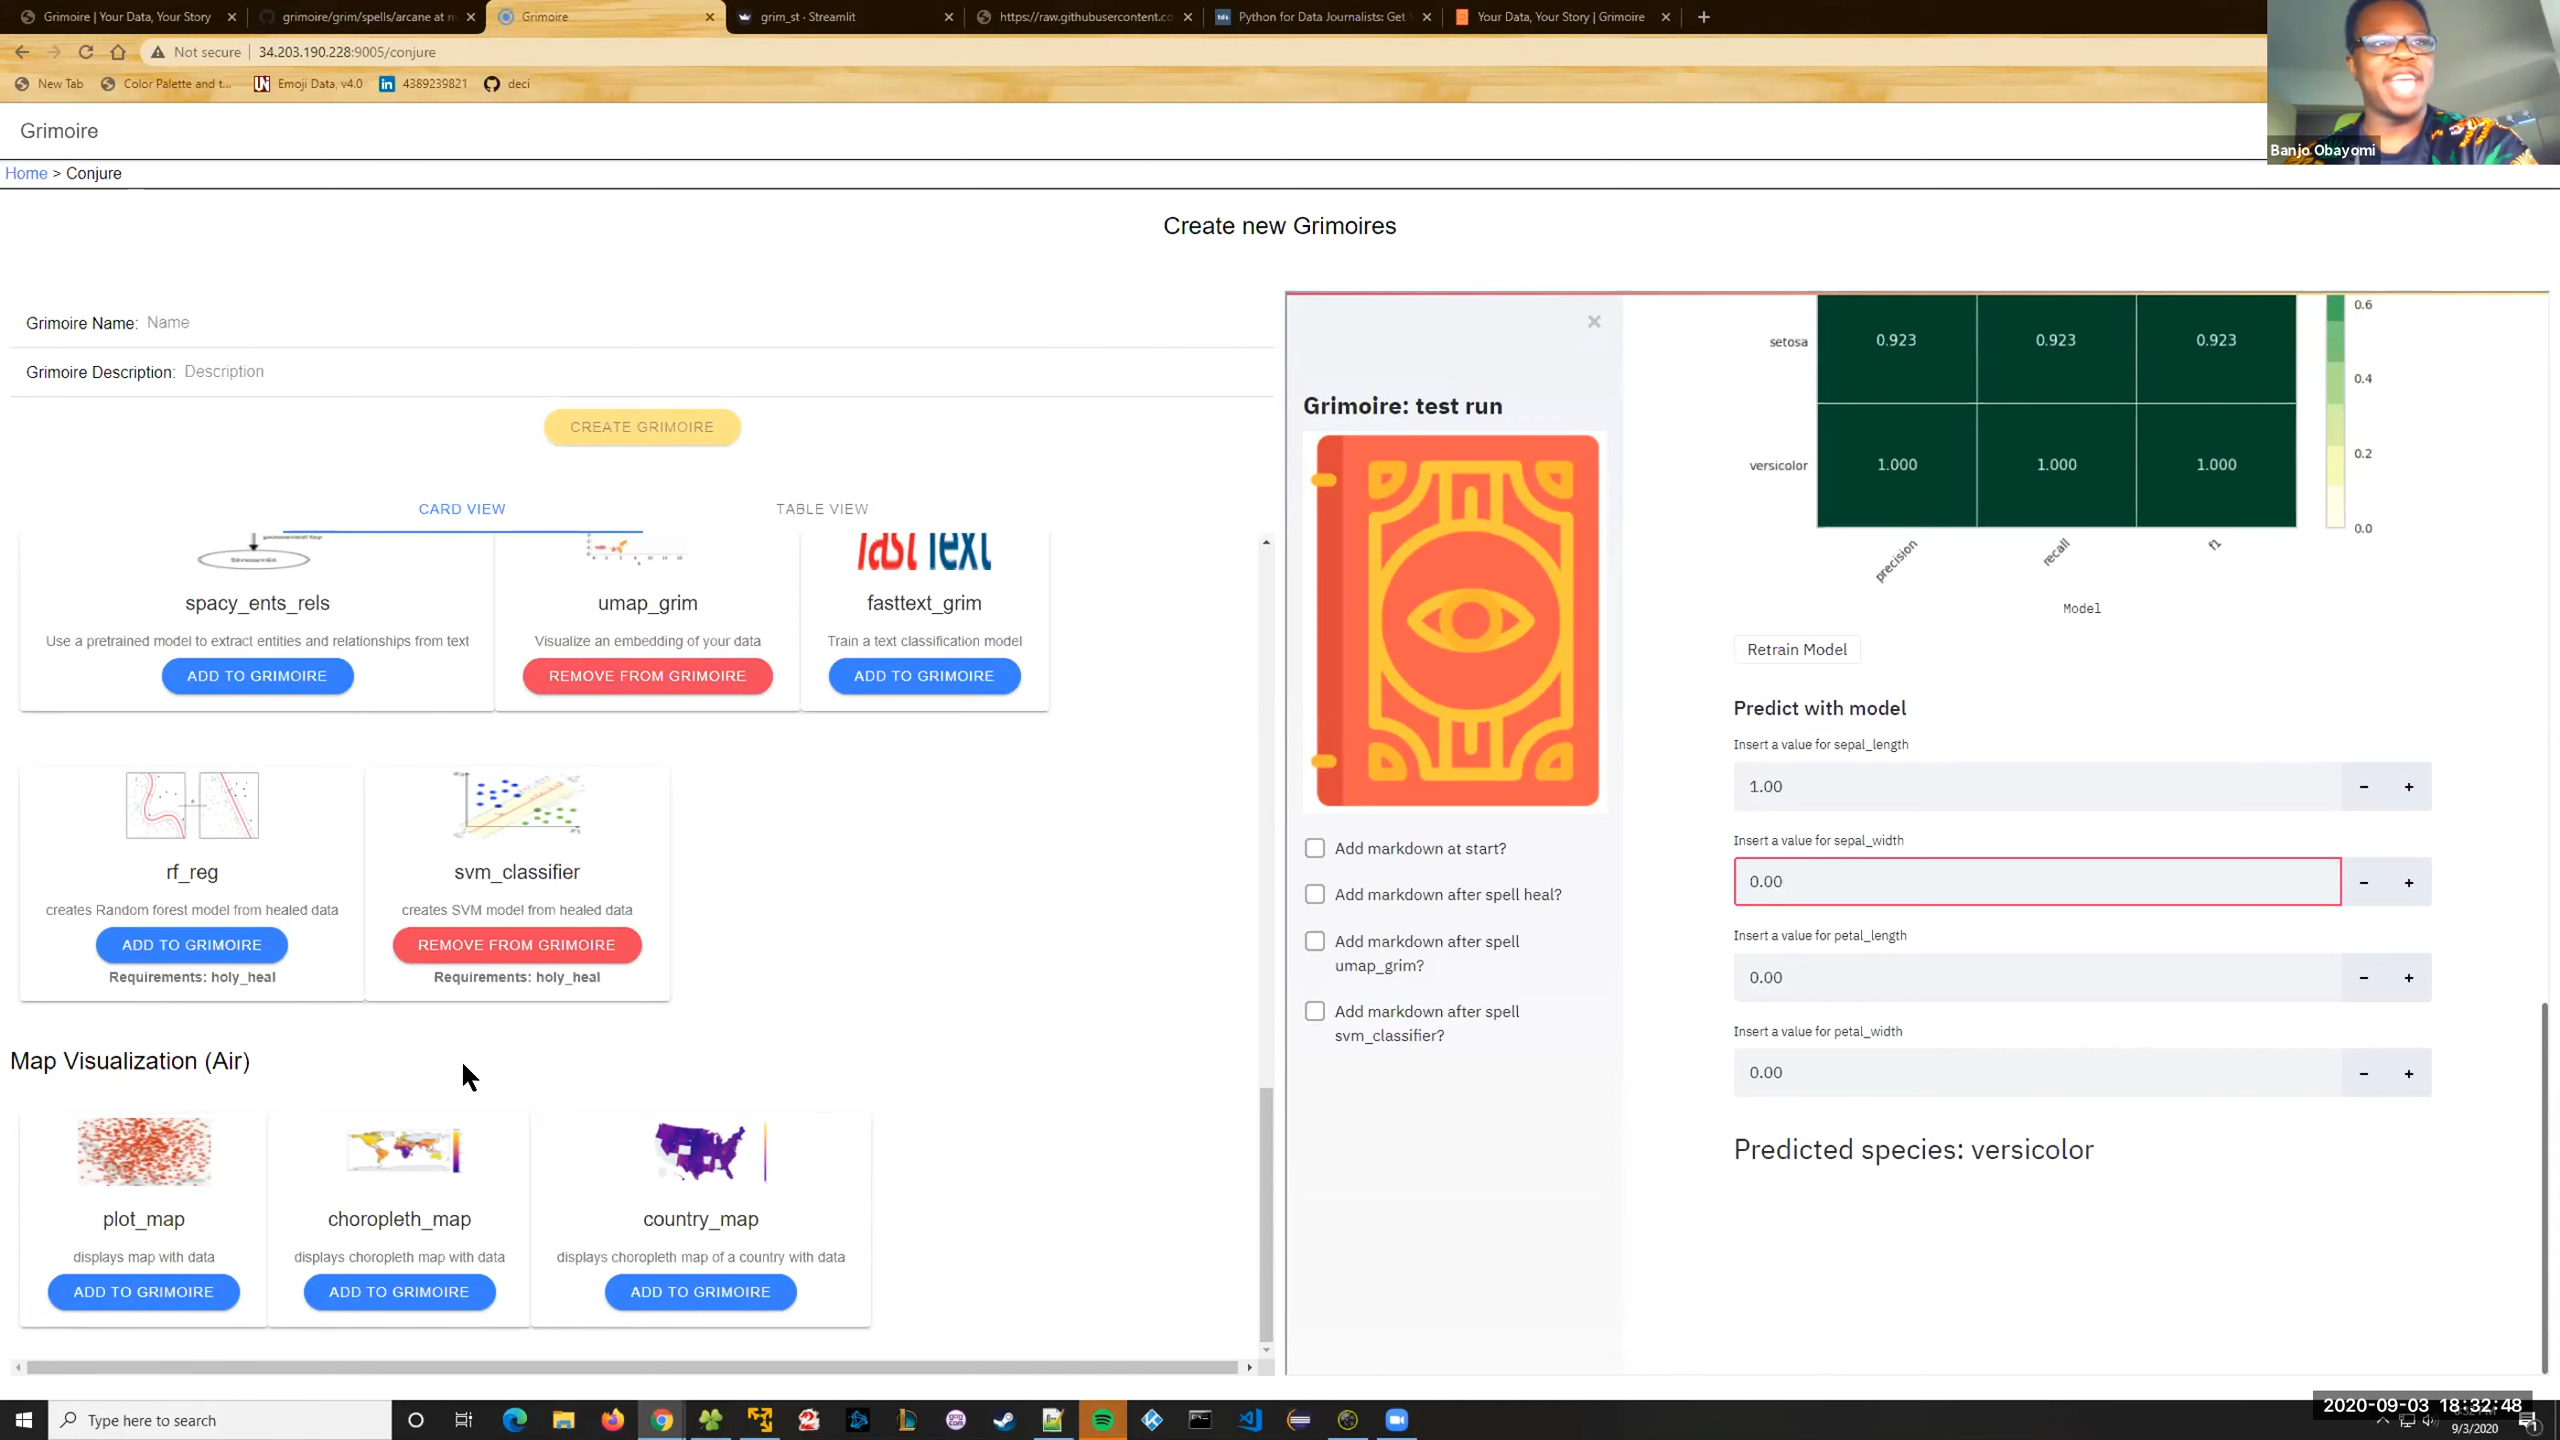 Grimoire | Your Data, Your Story
grimoire/grim/spells/arcane at m
Grimoire
grim_st · Streamlit
https://raw.githubusercontent.co
Python for Data Journalists: Get
Your Data, Your Story | Grimoire
Not secure
34.203.190.228:9005/conjure
New Tab
Color Palette and t...
Emoji Data, v4.0
4389239821
deci
Banjo Obayomi
Grimoire
Home > Conjure
Create new Grimoires
Grimoire Name: Name
Grimoire Description: Description
CREATE GRIMOIRE
CARD VIEW
TABLE VIEW
fast Text
spacy_ents_rels
Use a pretrained model to extract entities and relationships from text
ADD TO GRIMOIRE
umap_grim
Visualize an embedding of your data
REMOVE FROM GRIMOIRE
fasttext_grim
Train a text classification model
ADD TO GRIMOIRE
rf_reg
creates Random forest model from healed data
ADD TO GRIMOIRE
Requirements: holy_heal
svm_classifier
creates SVM model from healed data
REMOVE FROM GRIMOIRE
Requirements: holy_heal
Map Visualization (Air)
plot_map
displays map with data
ADD TO GRIMOIRE
choropleth_map
displays choropleth map with data
ADD TO GRIMOIRE
country_map
displays choropleth map of a country with data
ADD TO GRIMOIRE
Grimoire: test run
Add markdown at start?
Add markdown after spell heal?
Add markdown after spell
umap_grim?
Add markdown after spell
svm_classifier?
setosa 0.923 0.923 0.923
versicolor 1.000 1.000 1.000
0.6
0.4
0.2
0.0
precision
recall
f1
Model
Retrain Model
Predict with model
Insert a value for sepal_length
1.00
Insert a value for sepal_width
0.00
Insert a value for petal_length
0.00
Insert a value for petal_width
0.00
Predicted species: versicolor
Type here to search
2020-09-03 18:32:48
9/3/2020